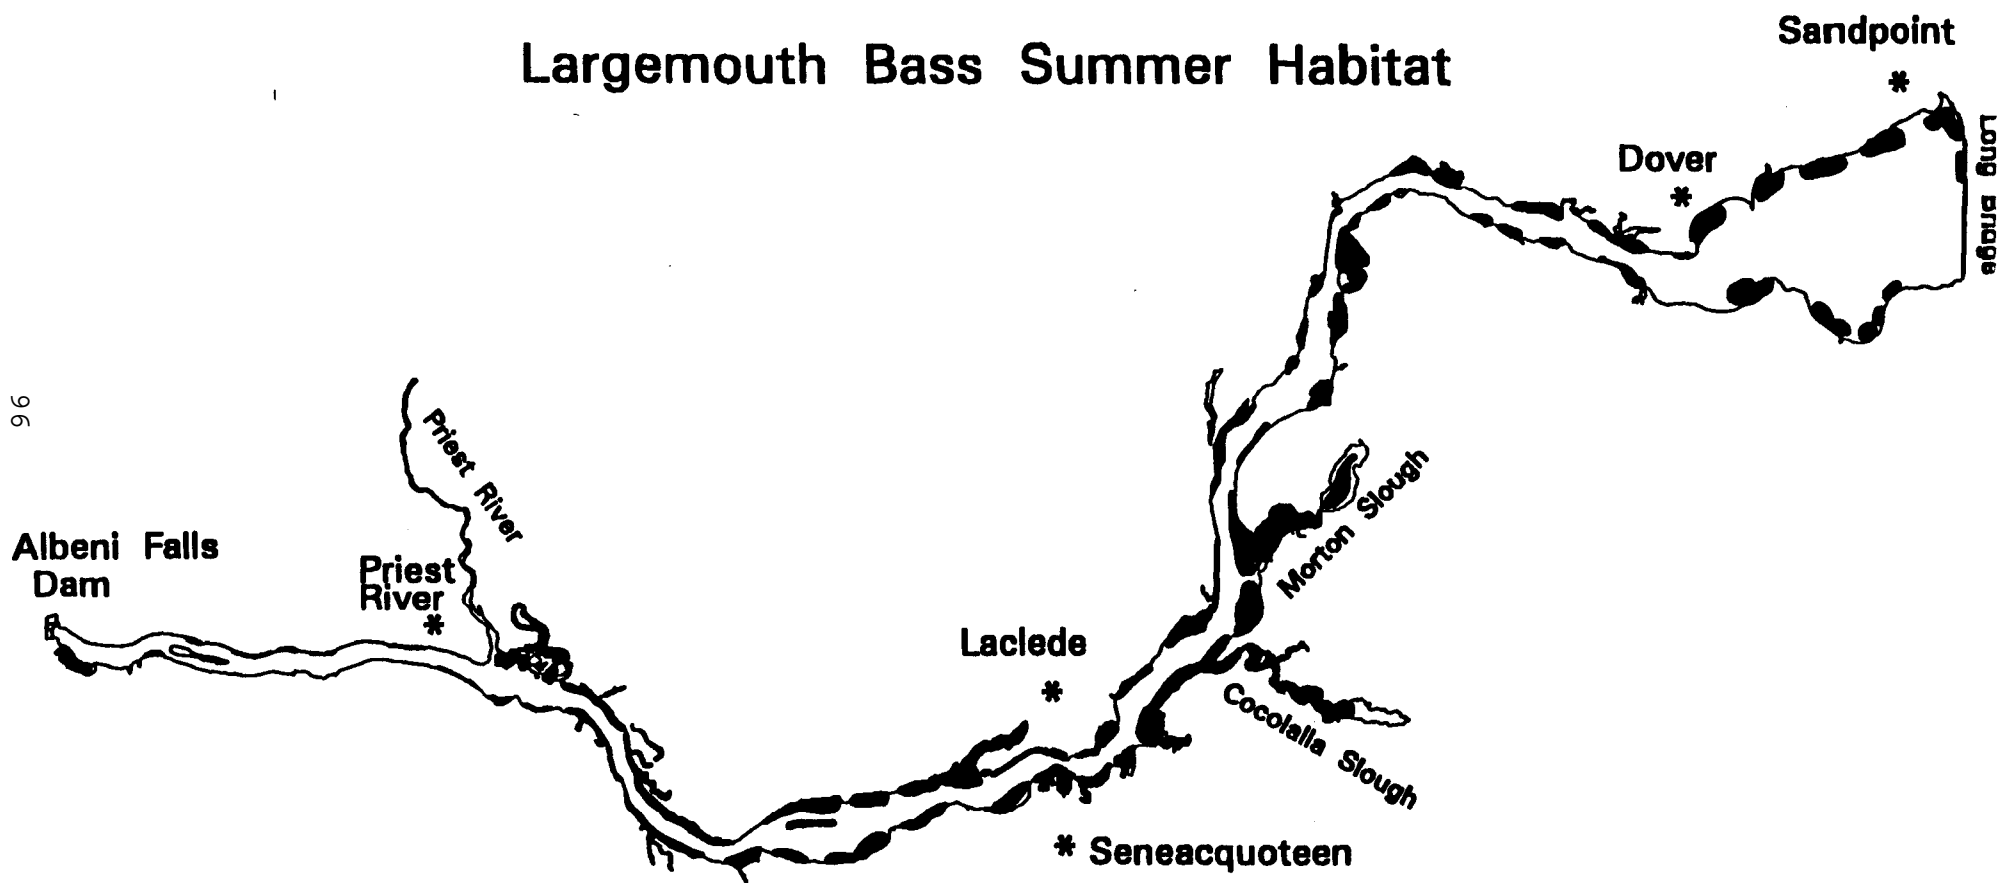 Largemouth Bass Summer Habitat
Sandpoint
*
Long Bridge
Dover
*
Priest River
Morton Slough
Albeni Falls
Dam
Priest
River
*
Laclede
*
Cocolalla Slough
* Seneacquoteen
96